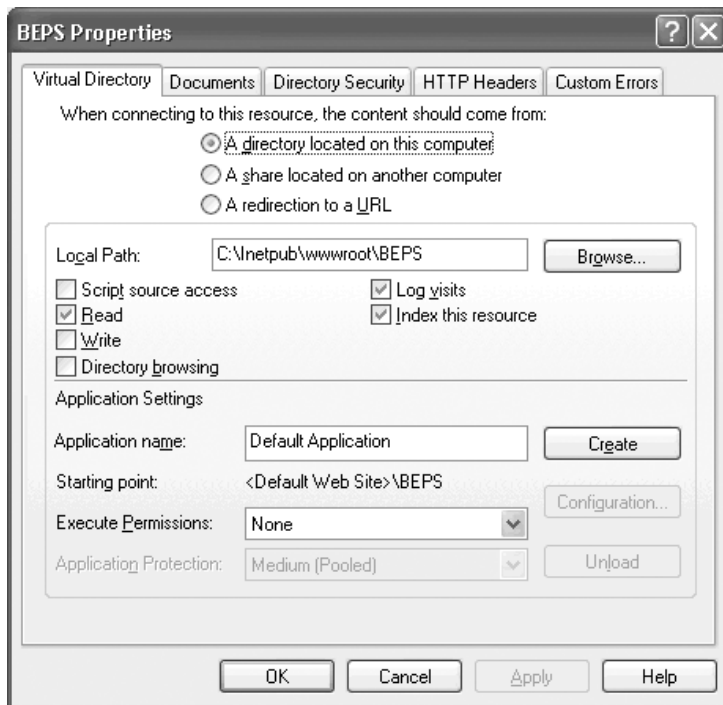 BEPS Properties
Virtual Directory Documents Directory Security HTTP Headers Custom Errors
When connecting to this resource, the content should come from:
A directory located on this computer
A share located on another computer
A redirection to a URL
Local Path: C:\Inetpub\wwwroot\BEPS Browse...
Script source access Log visits
Read Index this resource
Write
Directory browsing
Application Settings
Application name: Default Application Create
Starting point: <Default Web Site>\BEPS
Configuration...
Execute Permissions: None
Application Protection: Medium (Pooled) Unload
OK Cancel Apply Help